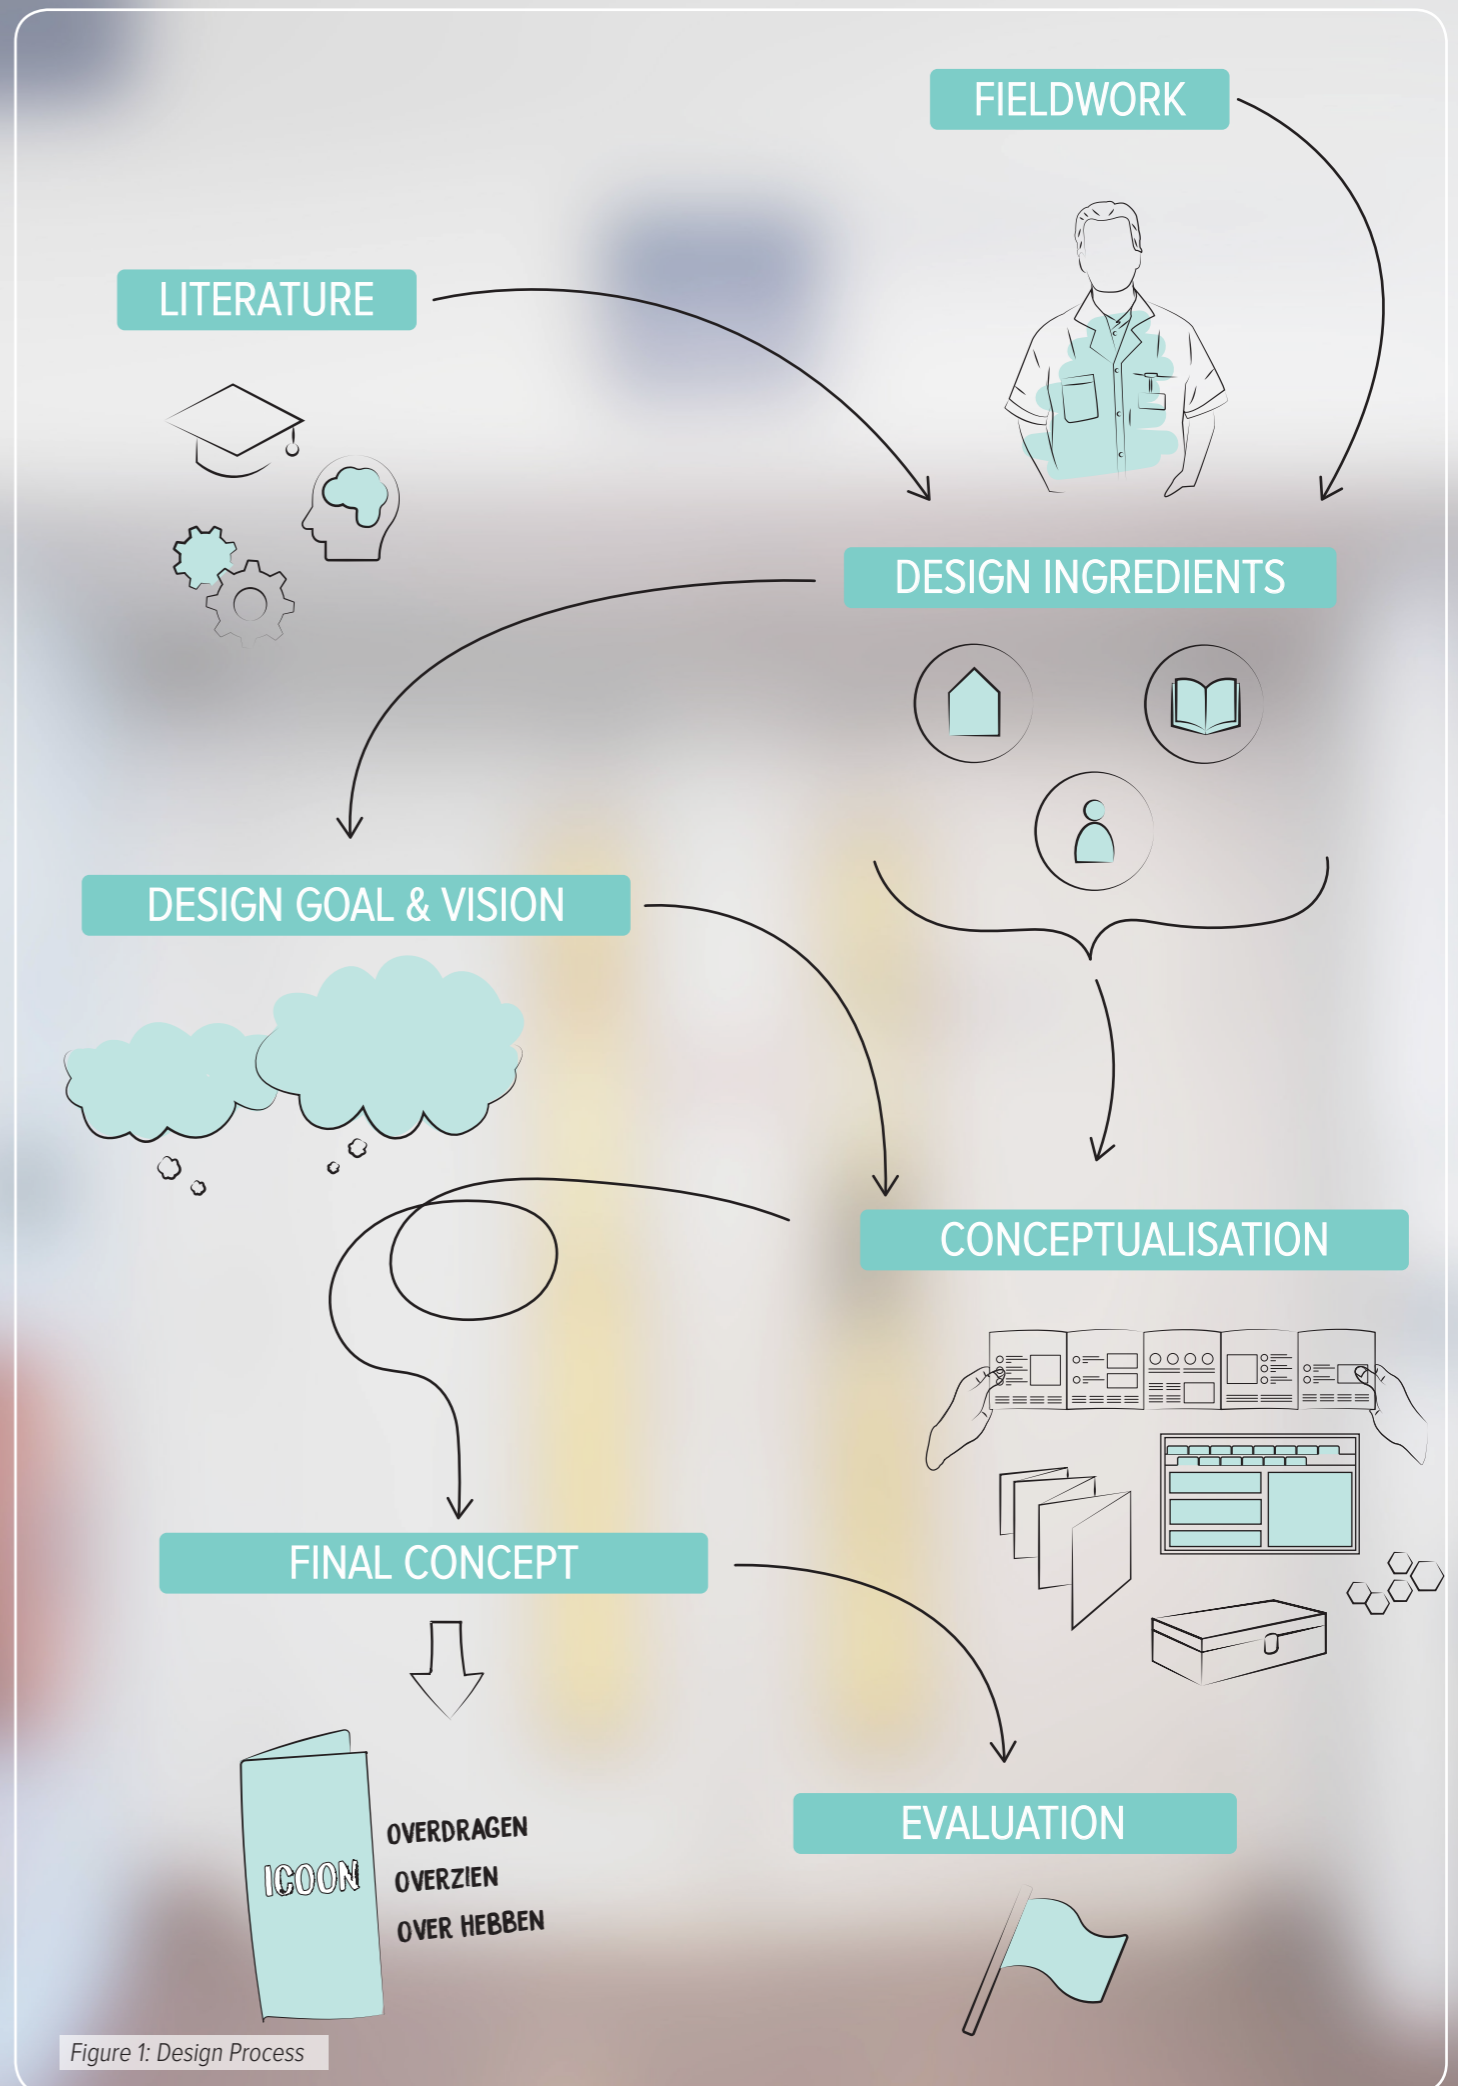 FIELDWORK
LITERATURE
DESIGN INGREDIENTS
DESIGN GOAL & VISION
CONCEPTUALISATION
FINAL CONCEPT
ICOON
OVERDRAGEN
OVERZIEN
OVER HEBBEN
EVALUATION
Figure 1: Design Process